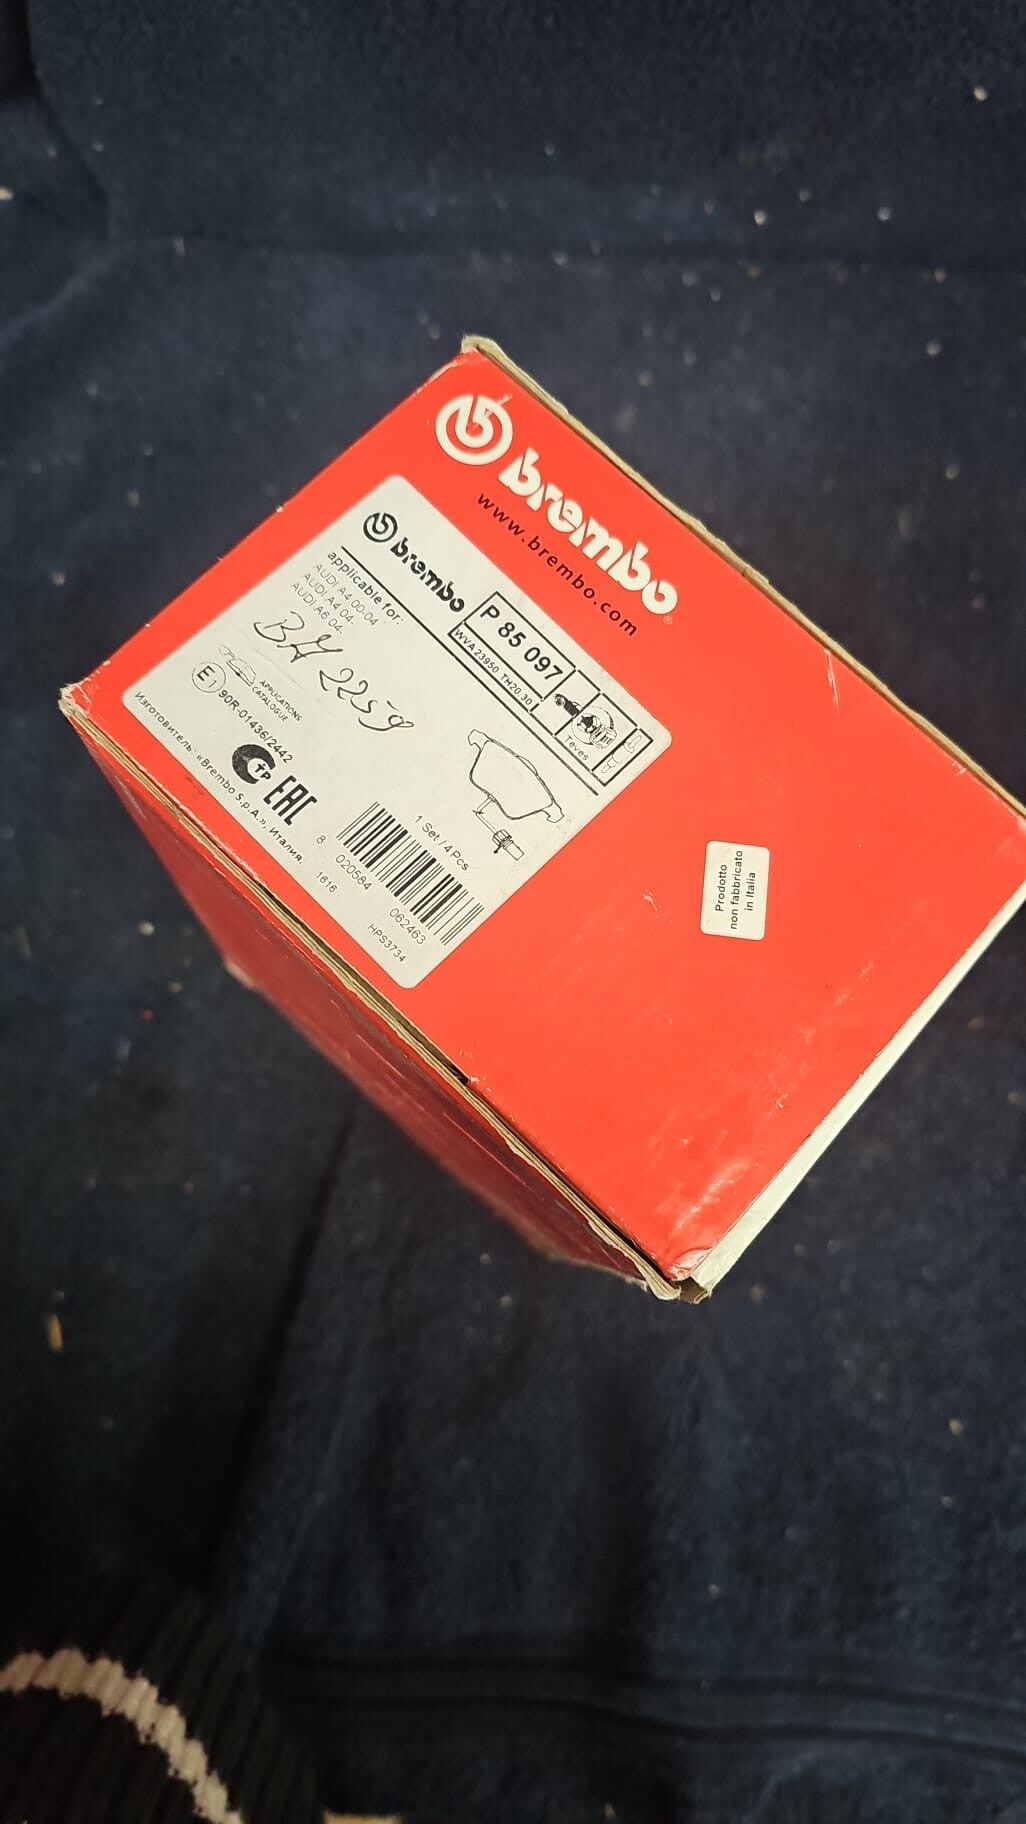 brembo
www.brembo.com
brembo
P 85 097
WVA 23950 TH20.30
applicable for:
AUDI A4 00-04
AUDI A4 04-
AUDI A6 04-
Teves
BH 2259
APPLICATIONS
CATALOGUE
E1
90R-01436/2442
EAC
Изготовитель: «Brembo S.p.A.», Италия.
1 Set / 4 Pcs
8 020584 062463
1616
HPS3734
Prodotto
non fabbricato
in Italia